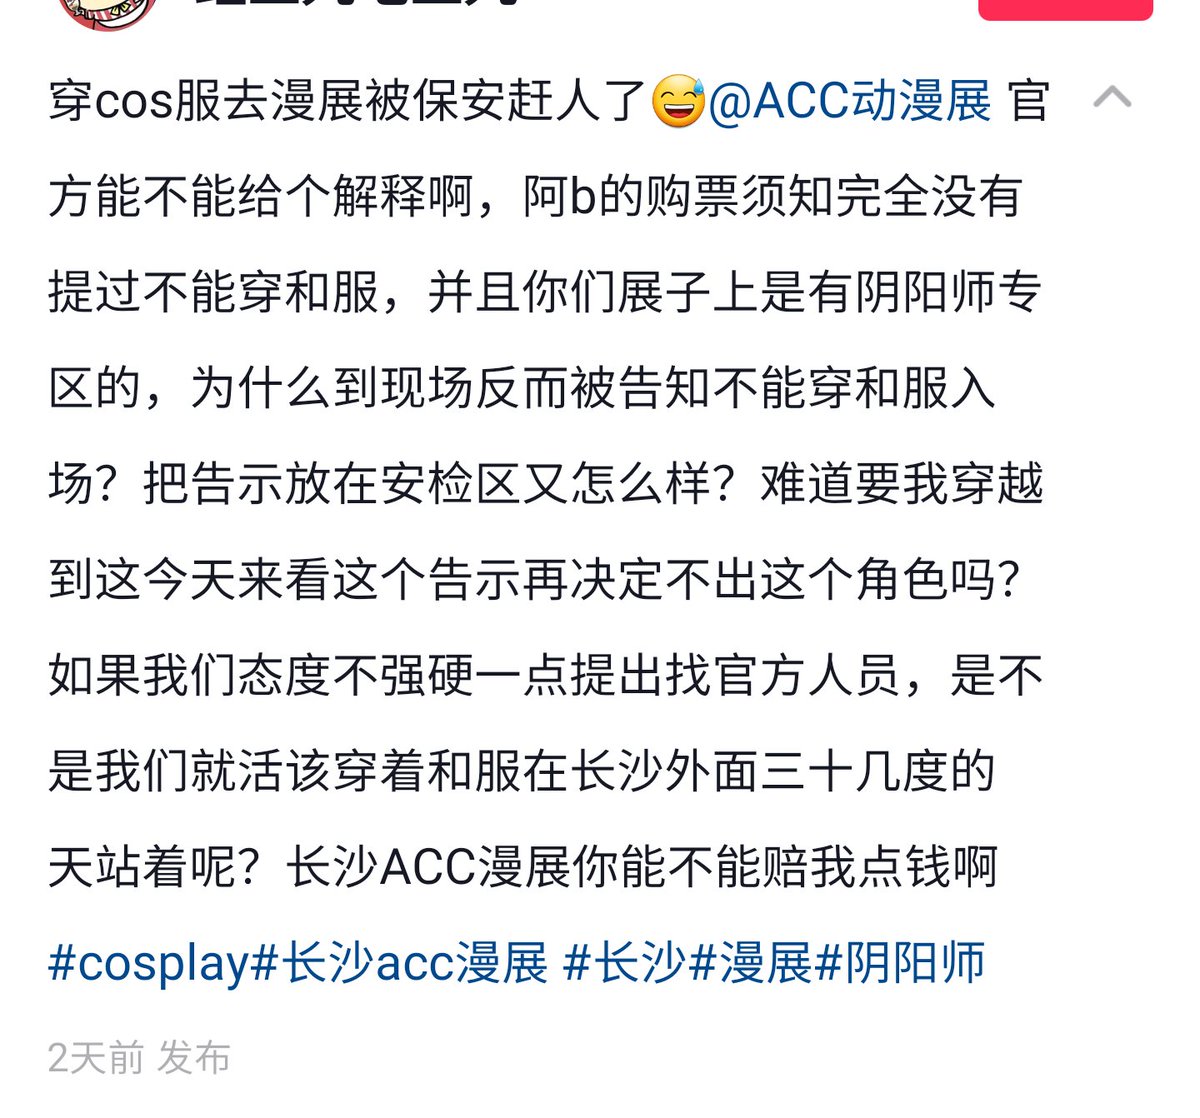 穿cos服去漫展被保安赶人了😅@ACC动漫展 官
方能不能给个解释啊，阿b的购票须知完全没有
提过不能穿和服，并且你们展子上是有阴阳师专
区的，为什么到现场反而被告知不能穿和服入
场？把告示放在安检区又怎么样？难道要我穿越
到这今天来看这个告示再决定不出这个角色吗？
如果我们态度不强硬一点提出找官方人员，是不
是我们就活该穿着和服在长沙外面三十几度的
天站着呢？长沙ACC漫展你能不能赔我点钱啊
#cosplay#长沙acc漫展 #长沙#漫展#阴阳师
2天前 发布